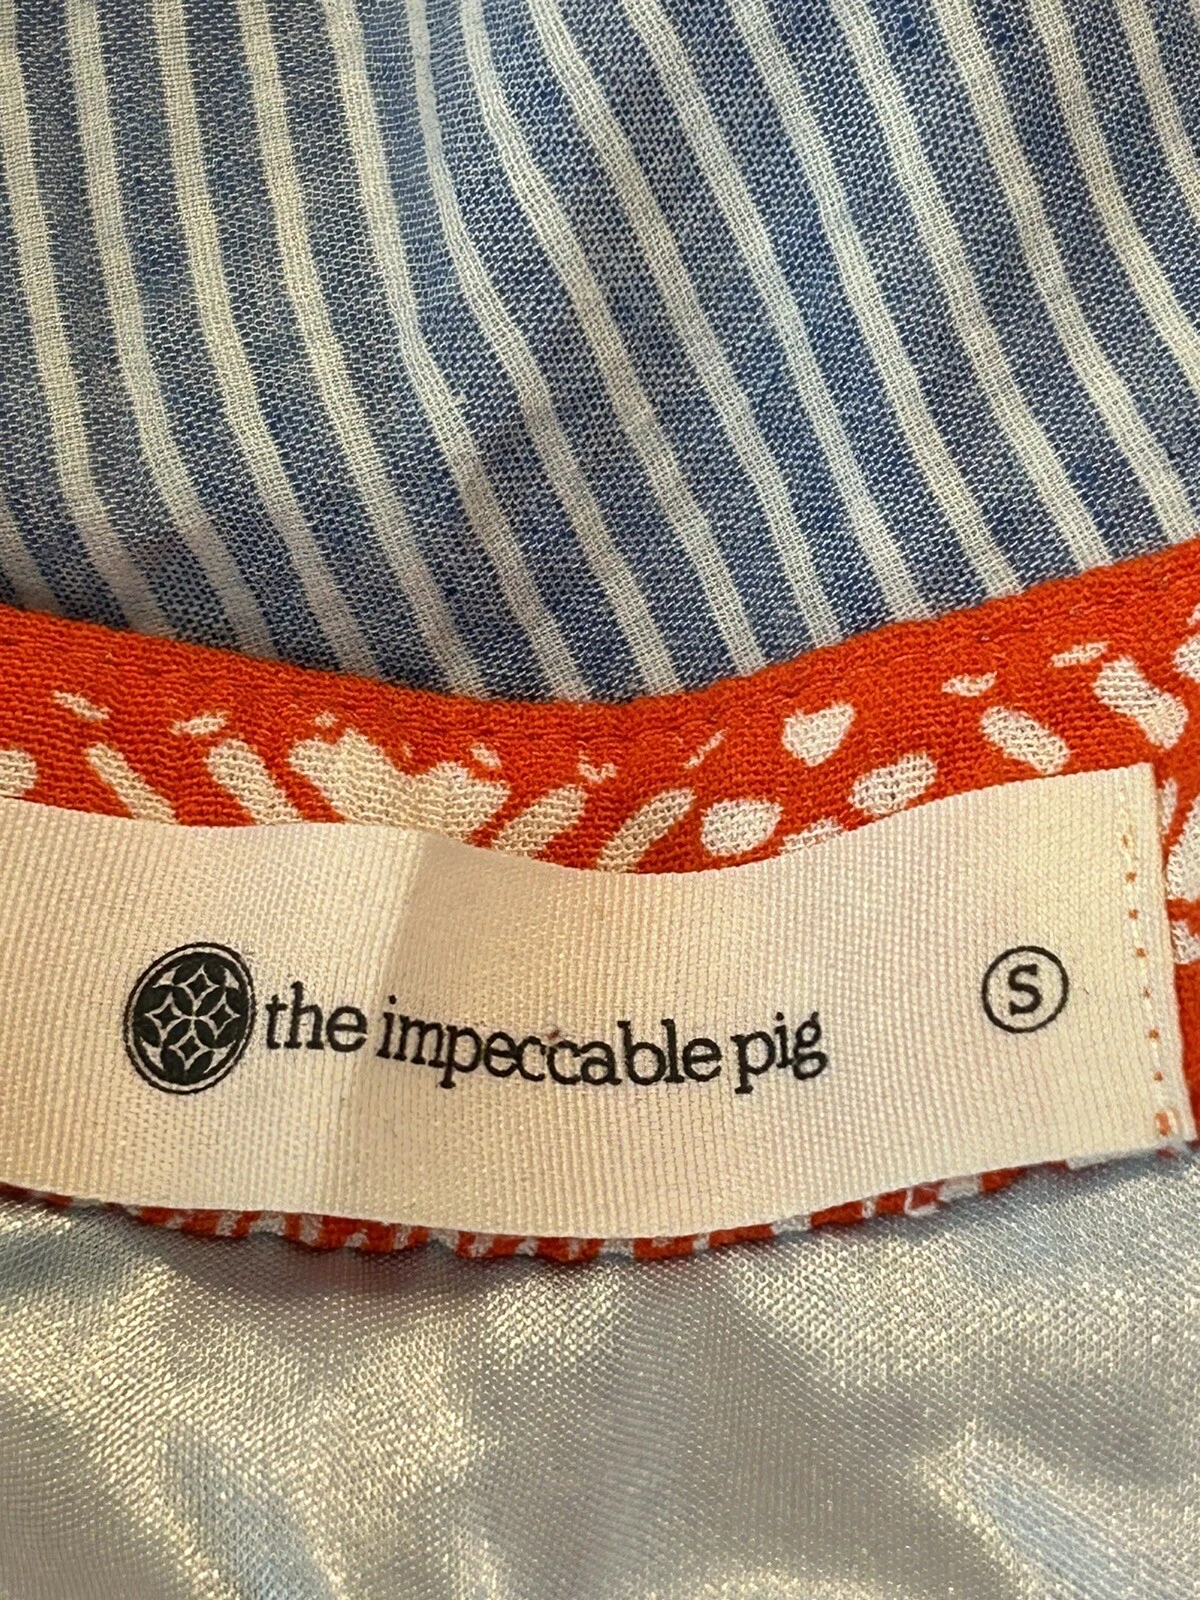 the impeccable pig S